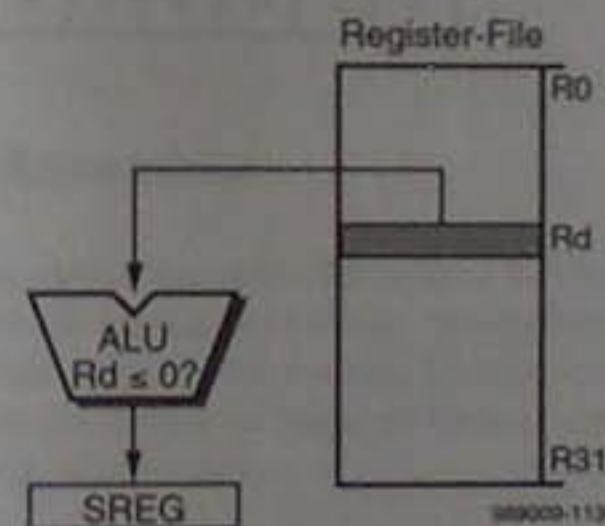 Register-File
R0
Rd
ALU
Rd ≤ 0?
R31
SREG